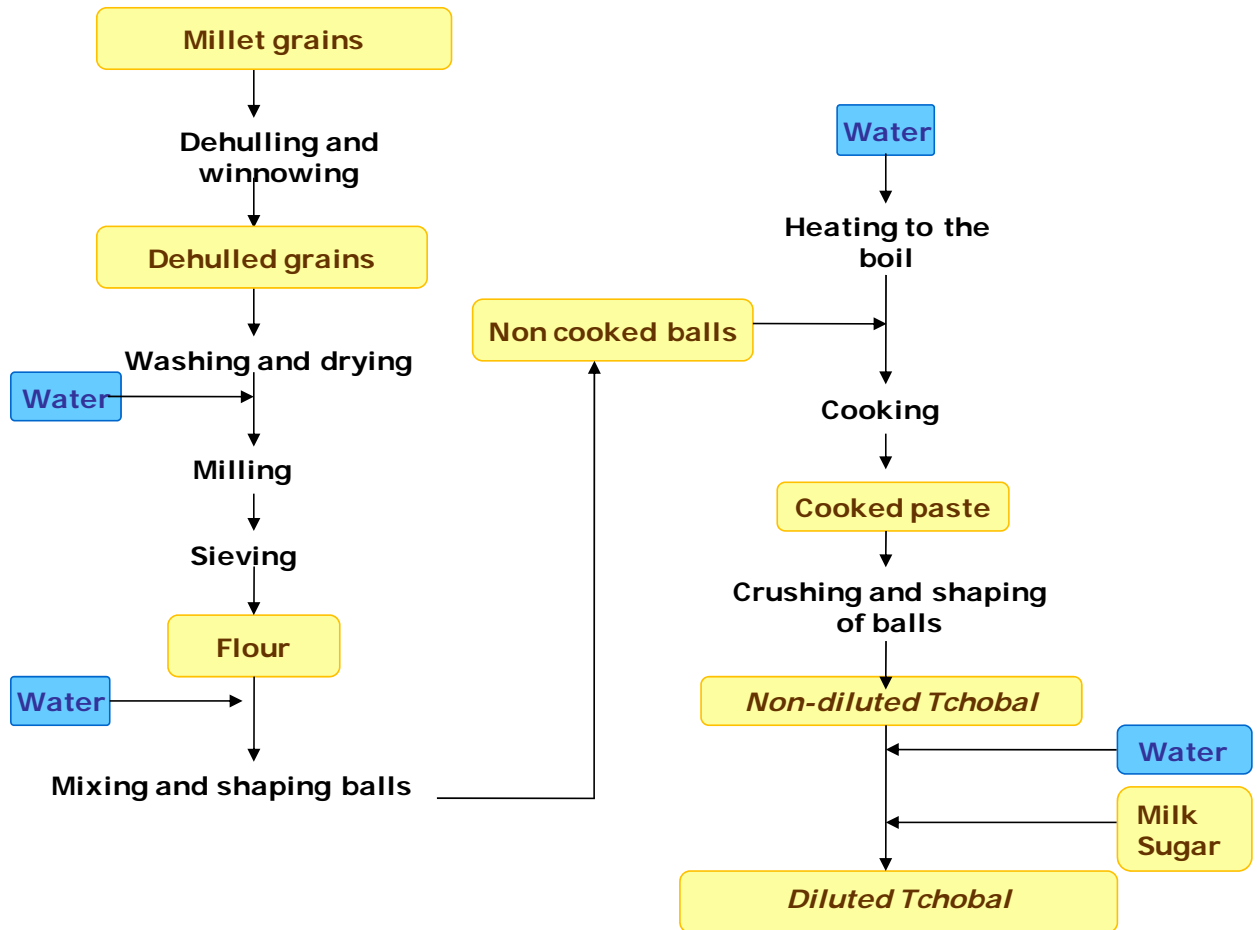 Millet grains
Dehulling and
winnowing
Dehulled grains
Washing and drying
Water
Milling
Sieving
Flour
Water
Mixing and shaping balls
Non cooked balls
Water
Heating to the
boil
Cooking
Cooked paste
Crushing and shaping
of balls
Non-diluted Tchobal
Water
Milk
Sugar
Diluted Tchobal